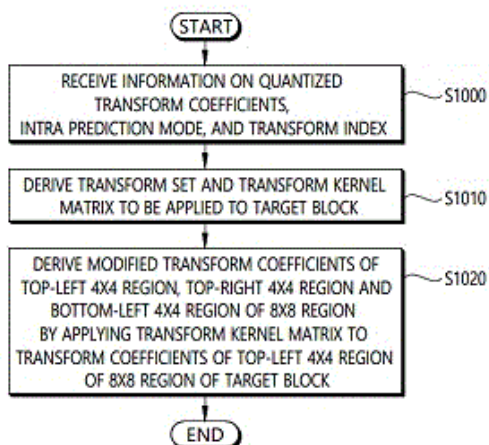 START
RECEIVE INFORMATION ON QUANTIZED
TRANSFORM COEFFICIENTS,
INTRA PREDICTION MODE, AND TRANSFORM INDEX
S1000
DERIVE TRANSFORM SET AND TRANSFORM KERNEL
MATRIX TO BE APPLIED TO TARGET BLOCK
S1010
DERIVE MODIFIED TRANSFORM COEFFICIENTS OF
TOP-LEFT 4X4 REGION, TOP-RIGHT 4X4 REGION AND
BOTTOM-LEFT 4X4 REGION OF 8X8 REGION
BY APPLYING TRANSFORM KERNEL MATRIX TO
TRANSFORM COEFFICIENTS OF TOP-LEFT 4X4 REGION
OF 8X8 REGION OF TARGET BLOCK
S1020
END